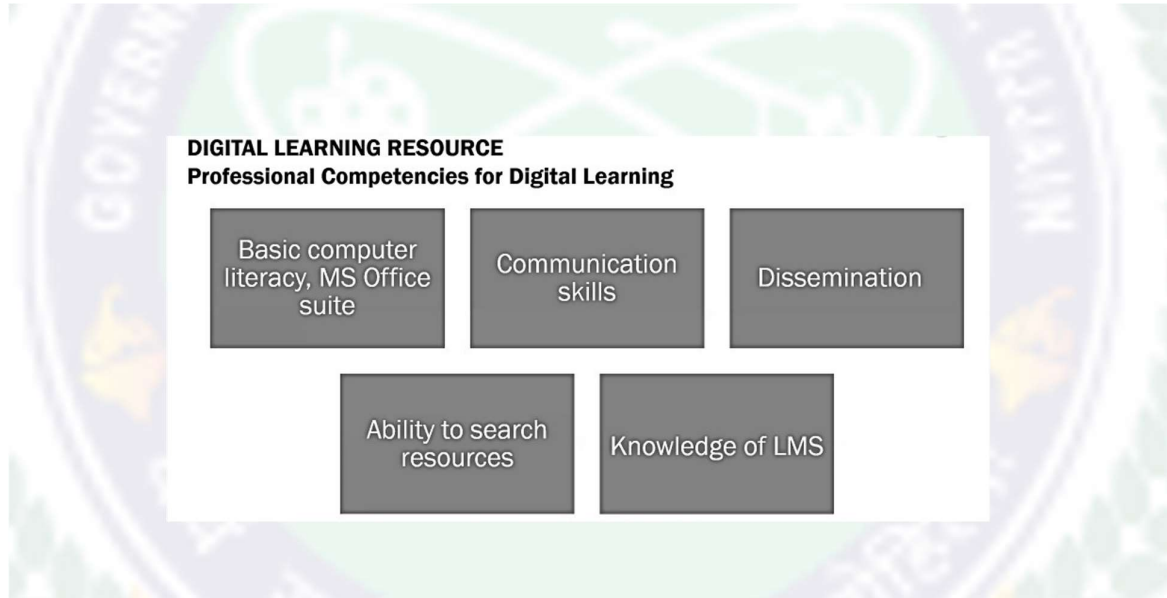 DIGITAL LEARNING RESOURCE
Professional Competencies for Digital Learning
Basic computer
literacy, MS Office
suite
Communication
skills
Dissemination
Ability to search
resources
Knowledge of LMS
UJJAIN